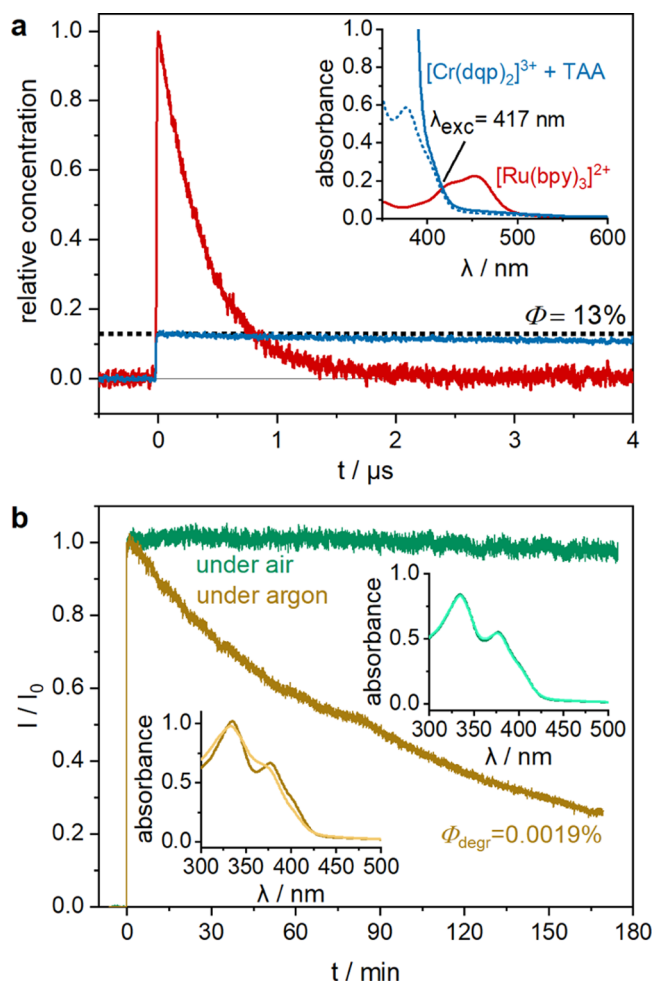 a
relative concentration
1.0
0.8
0.6
0.4
0.2
0.0
0 1 2 3 4
t / µs
Φ = 13%
absorbance
1.0
0.8
0.6
0.4
0.2
0.0
400 500 600
λ / nm
[Cr(dqp)₂]³⁺ + TAA
λexc = 417 nm
[Ru(bpy)₃]²⁺
b
I / I₀
1.0
0.8
0.6
0.4
0.2
0.0
0 30 60 90 120 150 180
t / min
under air
under argon
absorbance
1.0
0.5
0.0
300 350 400 450 500
λ / nm
absorbance
1.0
0.5
0.0
300 350 400 450 500
λ / nm
Φdegr=0.0019%